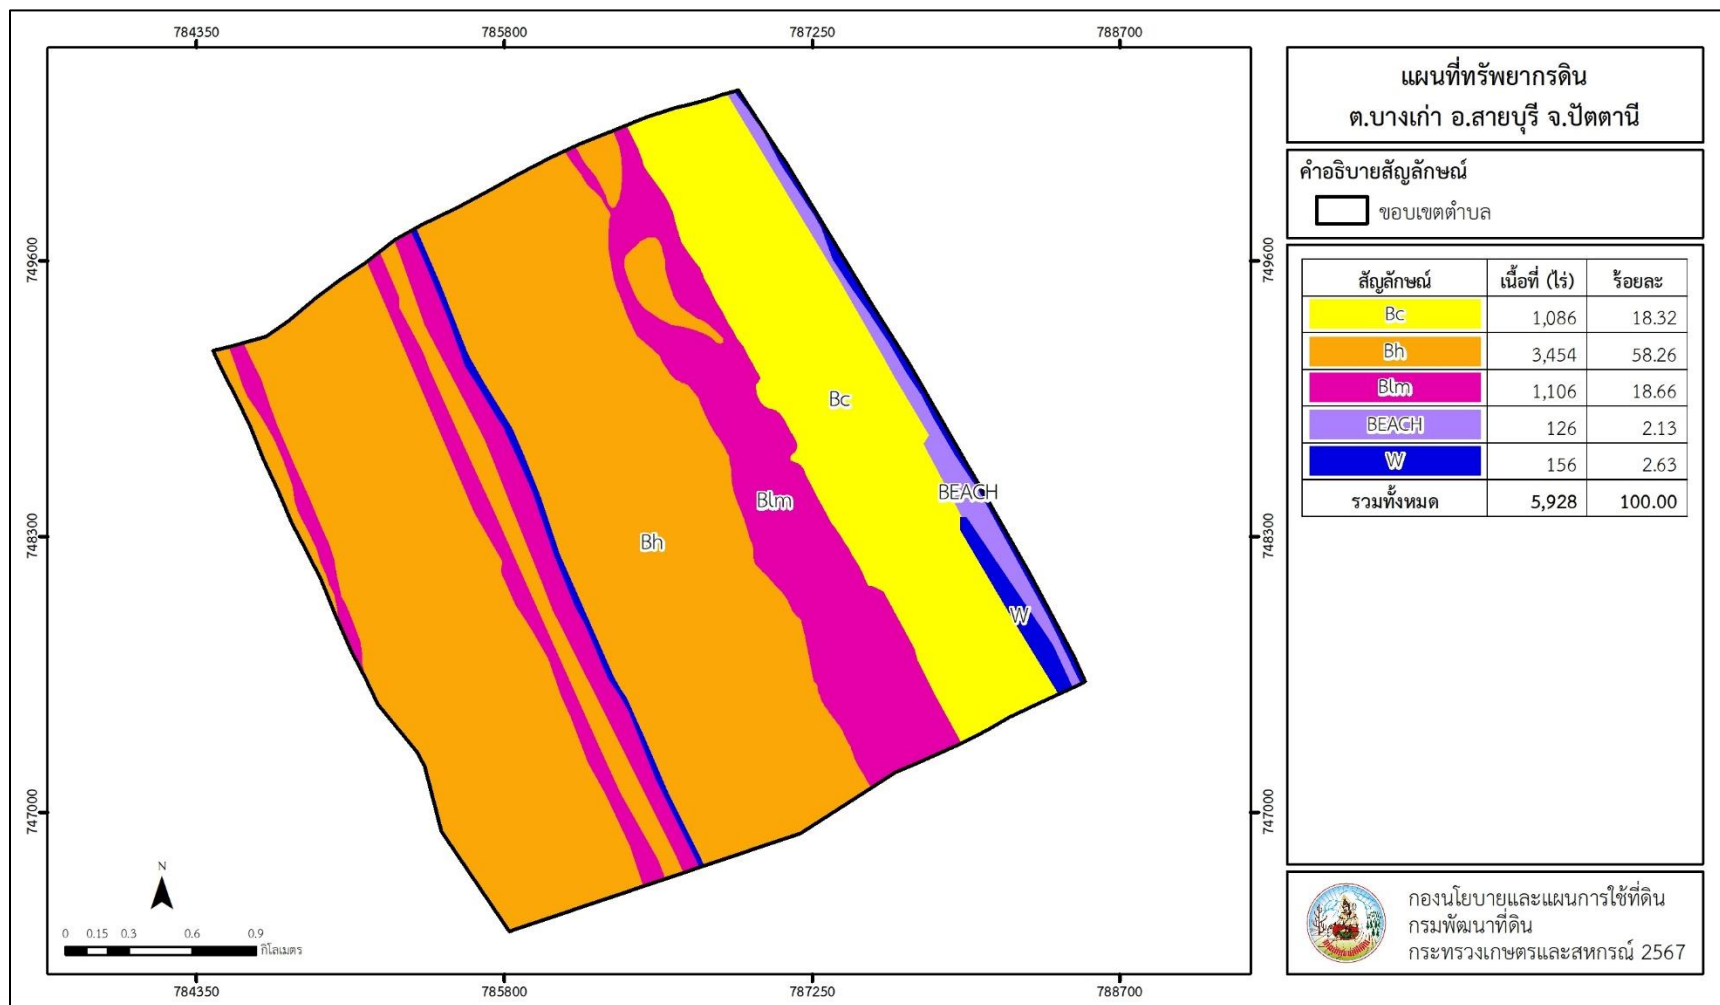 784350 785800 787250 788700
แผนที่ทรัพยากรดิน
ต.บางเก่า อ.สายบุรี จ.ปัตตานี
คำอธิบายสัญลักษณ์
ขอบเขตตำบล
สัญลักษณ์ เนื้อที่ (ไร่) ร้อยละ
Bc 1,086 18.32
Bh 3,454 58.26
Blm 1,106 18.66
BEACH 126 2.13
W 156 2.63
รวมทั้งหมด 5,928 100.00
749600 749600
Bc
BEACH
Blm
748300 748300
Bh
W
747000 747000
N
0 0.15 0.3 0.6 0.9
กิโลเมตร
กองนโยบายและแผนการใช้ที่ดิน
กรมพัฒนาที่ดิน
กระทรวงเกษตรและสหกรณ์ 2567
784350 785800 787250 788700